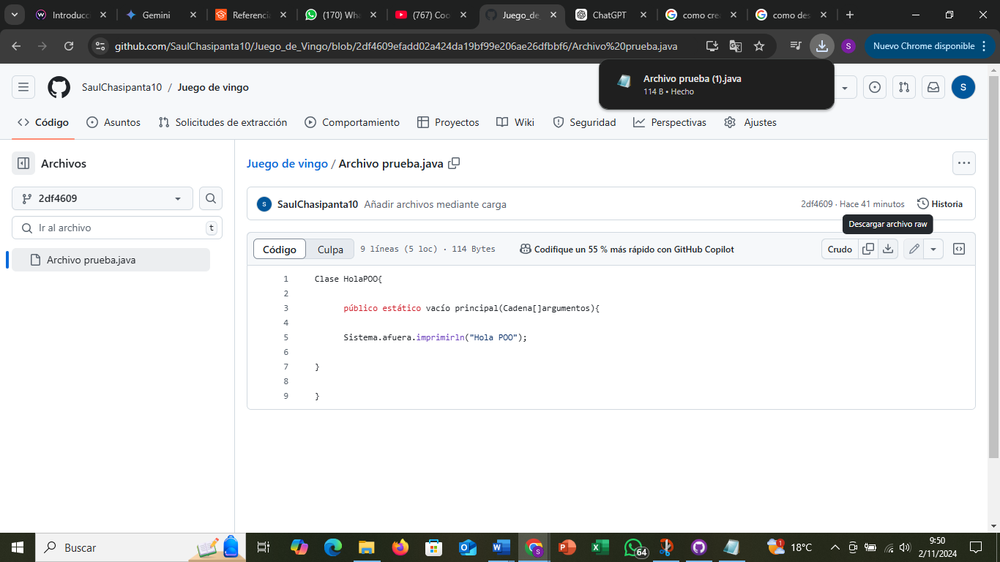 Introducci
Gemini
Referencia
(170) Wha
(767) Coo
Juego_de_
ChatGPT
como cre
como des
github.com/SaulChasipanta10/Juego_de_Vingo/blob/2df4609efadd02a424da19bf99e206ae26dfbbf6/Archivo%20prueba.java
S
Nuevo Chrome disponible
Archivo prueba (1).java
114 B • Hecho
SaulChasipanta10 / Juego de vingo
S
Código
Asuntos
Solicitudes de extracción
Comportamiento
Proyectos
Wiki
Seguridad
Perspectivas
Ajustes
Archivos
2df4609
Ir al archivo
t
Archivo prueba.java
Juego de vingo / Archivo prueba.java
S SaulChasipanta10 Añadir archivos mediante carga
2df4609 · Hace 41 minutos
Historia
Descargar archivo raw
Código
Culpa
9 líneas (5 loc) · 114 Bytes
Codifique un 55 % más rápido con GitHub Copilot
Crudo
1 Clase HolaPOO{
2
3 público estático vacío principal(Cadena[]argumentos){
4
5 Sistema.afuera.imprimirln("Hola POO");
6
7 }
8
9 }
Buscar
S
64
1
18°C
9:50
2/11/2024